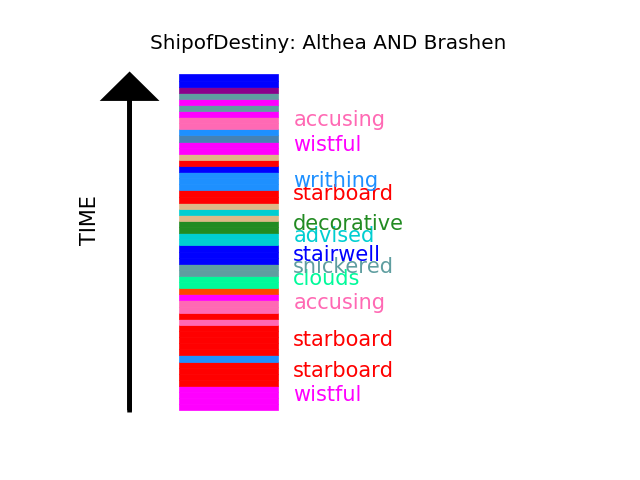 ShipofDestiny: Althea AND Brashen
TIME
accusing
wistful
writhing
starboard
decorative
advised
stairwell
snickered
clouds
accusing
starboard
starboard
wistful